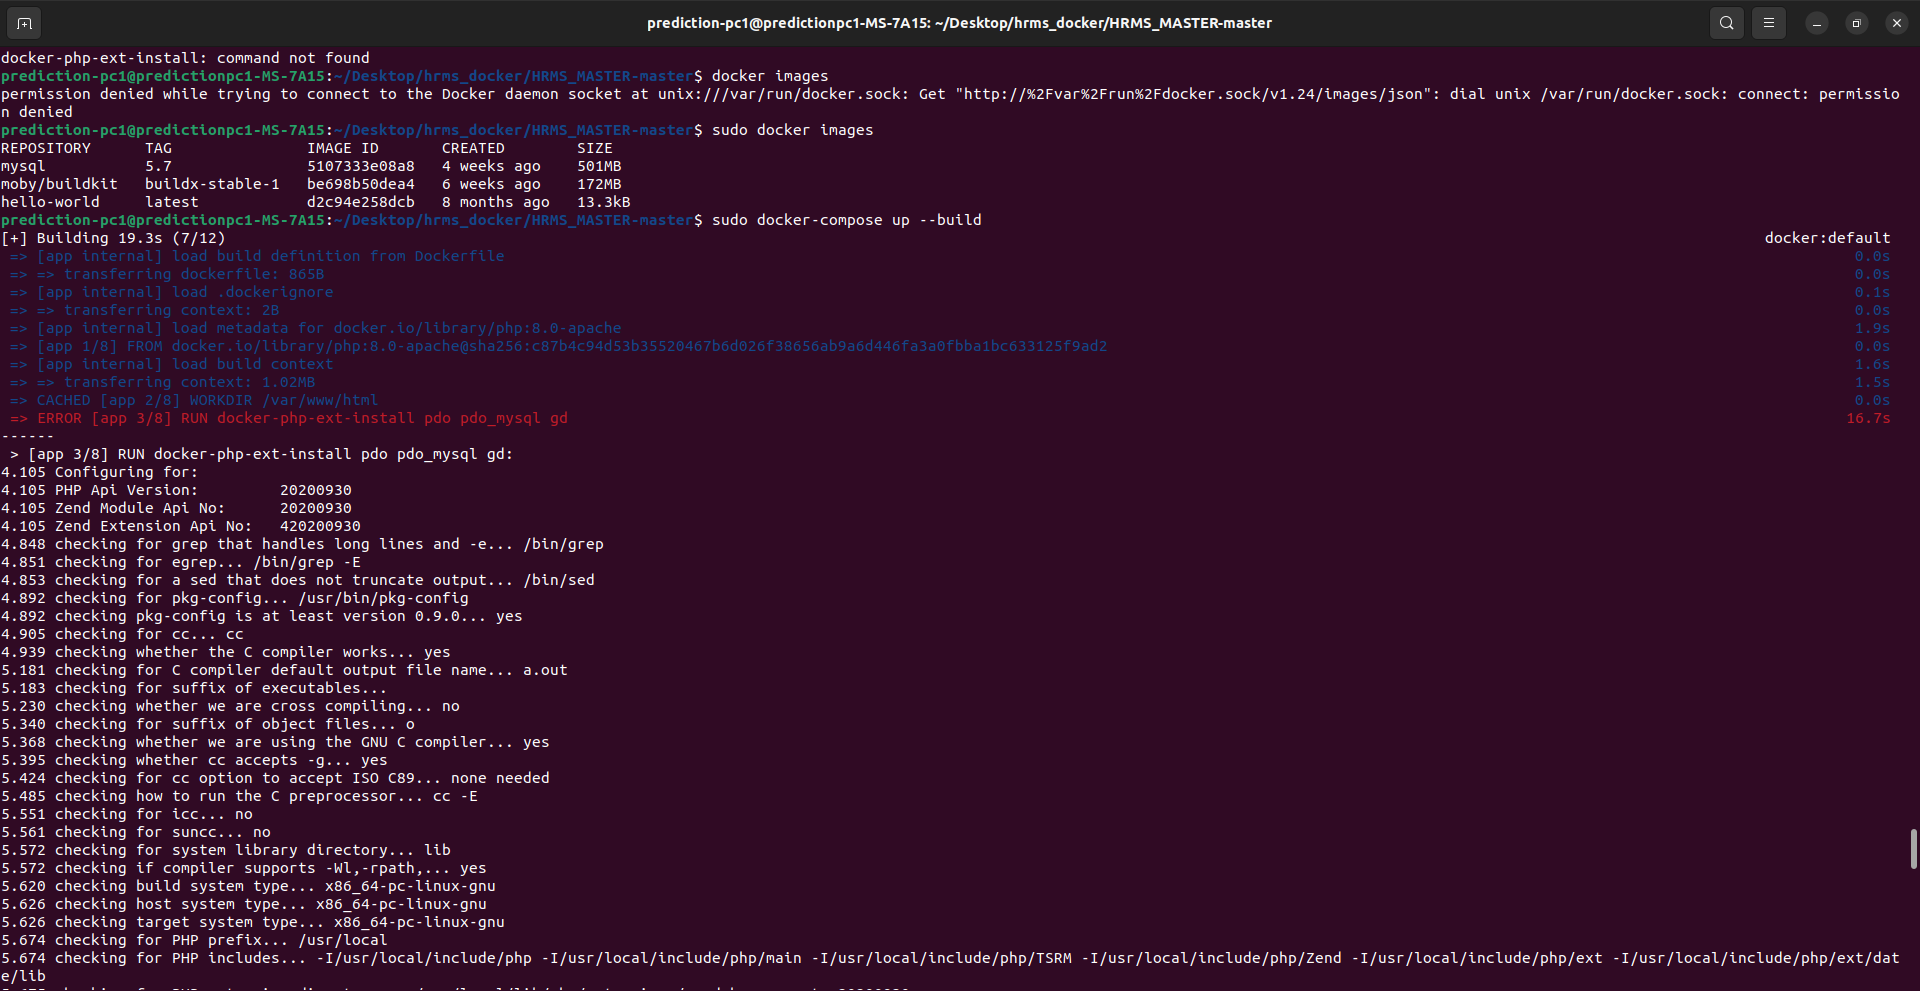 prediction-pc1@predictionpc1-MS-7A15: ~/Desktop/hrms_docker/HRMS_MASTER-master
docker-php-ext-install: command not found
prediction-pc1@predictionpc1-MS-7A15:~/Desktop/hrms_docker/HRMS_MASTER-master$ docker images
permission denied while trying to connect to the Docker daemon socket at unix:///var/run/docker.sock: Get "http://%2Fvar%2Frun%2Fdocker.sock/v1.24/images/json": dial unix /var/run/docker.sock: connect: permissio
n denied
prediction-pc1@predictionpc1-MS-7A15:~/Desktop/hrms_docker/HRMS_MASTER-master$ sudo docker images
REPOSITORY      TAG               IMAGE ID       CREATED        SIZE
mysql           5.7               5107333e08a8   4 weeks ago    501MB
moby/buildkit   buildx-stable-1   be698b50dea4   6 weeks ago    172MB
hello-world     latest            d2c94e258dcb   8 months ago   13.3kB
prediction-pc1@predictionpc1-MS-7A15:~/Desktop/hrms_docker/HRMS_MASTER-master$ sudo docker-compose up --build
[+] Building 19.3s (7/12) docker:default
=> [app internal] load build definition from Dockerfile 0.0s
=> => transferring dockerfile: 865B 0.0s
=> [app internal] load .dockerignore 0.1s
=> => transferring context: 2B 0.0s
=> [app internal] load metadata for docker.io/library/php:8.0-apache 1.9s
=> [app 1/8] FROM docker.io/library/php:8.0-apache@sha256:c87b4c94d53b35520467b6d026f38656ab9a6d446fa3a0fbba1bc633125f9ad2 0.0s
=> [app internal] load build context 1.6s
=> => transferring context: 1.02MB 1.5s
=> CACHED [app 2/8] WORKDIR /var/www/html 0.0s
=> ERROR [app 3/8] RUN docker-php-ext-install pdo pdo_mysql gd 16.7s
------
> [app 3/8] RUN docker-php-ext-install pdo pdo_mysql gd:
4.105 Configuring for:
4.105 PHP Api Version:         20200930
4.105 Zend Module Api No:      20200930
4.105 Zend Extension Api No:   420200930
4.848 checking for grep that handles long lines and -e... /bin/grep
4.851 checking for egrep... /bin/grep -E
4.853 checking for a sed that does not truncate output... /bin/sed
4.892 checking for pkg-config... /usr/bin/pkg-config
4.892 checking pkg-config is at least version 0.9.0... yes
4.905 checking for cc... cc
4.939 checking whether the C compiler works... yes
5.181 checking for C compiler default output file name... a.out
5.183 checking for suffix of executables...
5.230 checking whether we are cross compiling... no
5.340 checking for suffix of object files... o
5.368 checking whether we are using the GNU C compiler... yes
5.395 checking whether cc accepts -g... yes
5.424 checking for cc option to accept ISO C89... none needed
5.485 checking how to run the C preprocessor... cc -E
5.551 checking for icc... no
5.561 checking for suncc... no
5.572 checking for system library directory... lib
5.572 checking if compiler supports -Wl,-rpath,... yes
5.620 checking build system type... x86_64-pc-linux-gnu
5.626 checking host system type... x86_64-pc-linux-gnu
5.626 checking target system type... x86_64-pc-linux-gnu
5.674 checking for PHP prefix... /usr/local
5.674 checking for PHP includes... -I/usr/local/include/php -I/usr/local/include/php/main -I/usr/local/include/php/TSRM -I/usr/local/include/php/Zend -I/usr/local/include/php/ext -I/usr/local/include/php/ext/dat
e/lib